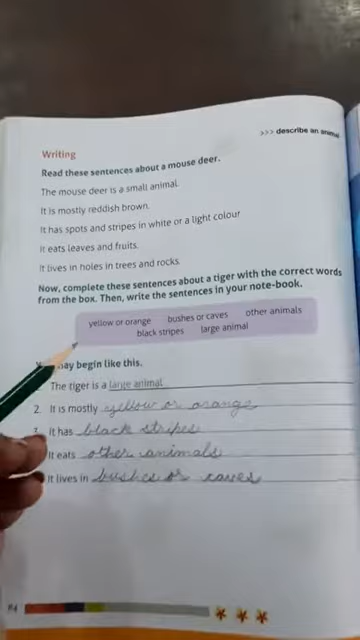 >>> describe an animal
Writing
Read these sentences about a mouse deer.
The mouse deer is a small animal.
It is mostly reddish brown.
It has spots and stripes in white or a light colour
It eats leaves and fruits.
It lives in holes in trees and rocks.
Now, complete these sentences about a tiger with the correct words
from the box. Then, write the sentences in your note-book.
yellow or orange bushes or caves other animals
black stripes large animal
may begin like this.
The tiger is a large animal
2. It is mostly yellow or orange
It has black stripes
It eats other animals
It lives in bushes or caves